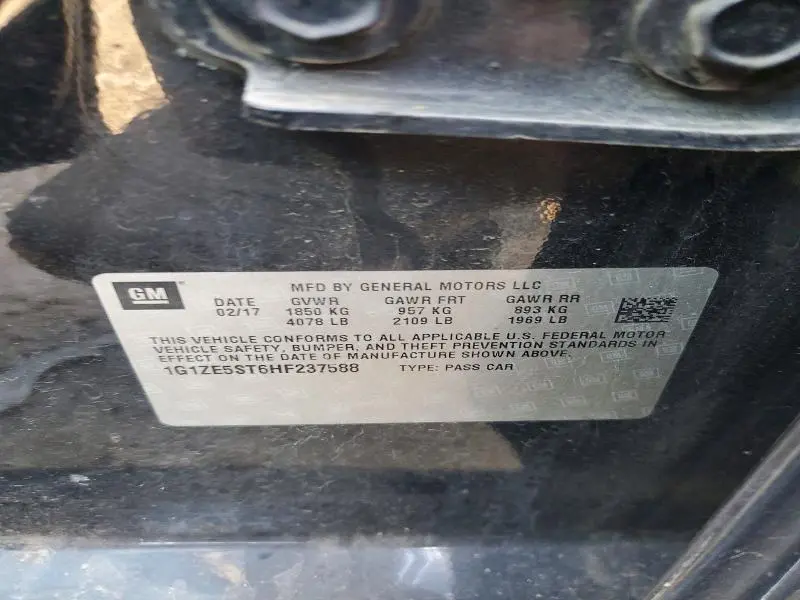 GM
MFD BY GENERAL MOTORS LLC
DATE GVWR GAWR FRT GAWR RR
02/17 1850 KG 957 KG 893 KG
4078 LB 2109 LB 1969 LB
THIS VEHICLE CONFORMS TO ALL APPLICABLE U.S. FEDERAL MOTOR
VEHICLE SAFETY, BUMPER, AND THEFT PREVENTION STANDARDS IN
EFFECT ON THE DATE OF MANUFACTURE SHOWN ABOVE.
1G1ZE5ST6HF237588 TYPE: PASS CAR